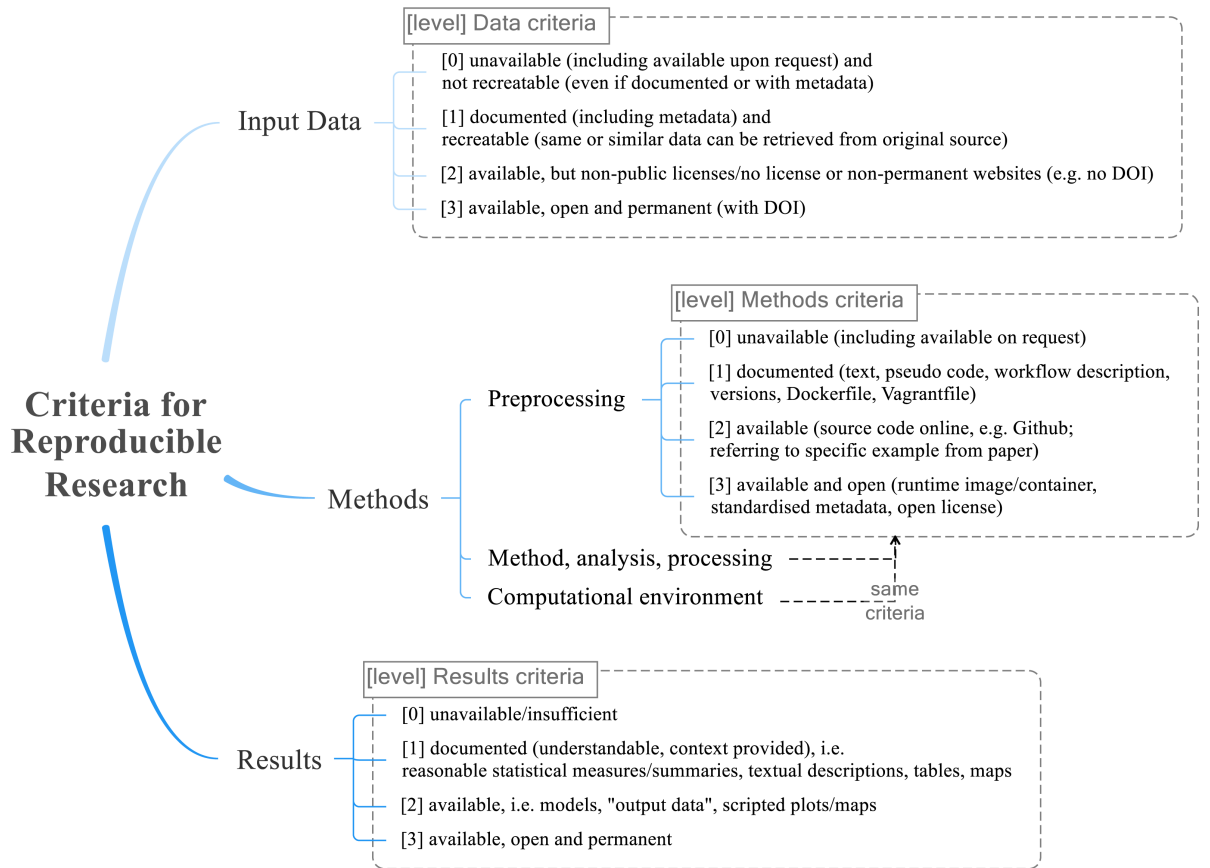 [level] Data criteria
[0] unavailable (including available upon request) and
not recreatable (even if documented or with metadata)
Input Data
[1] documented (including metadata) and
recreatable (same or similar data can be retrieved from original source)
[2] available, but non-public licenses/no license or non-permanent websites (e.g. no DOI)
[3] available, open and permanent (with DOI)
Criteria for
Reproducible
Research
Methods
[level] Methods criteria
Preprocessing
[0] unavailable (including available on request)
[1] documented (text, pseudo code, workflow description,
versions, Dockerfile, Vagrantfile)
[2] available (source code online, e.g. Github;
referring to specific example from paper)
[3] available and open (runtime image/container,
standardised metadata, open license)
Method, analysis, processing
Computational environment
same
criteria
[level] Results criteria
Results
[0] unavailable/insufficient
[1] documented (understandable, context provided), i.e.
reasonable statistical measures/summaries, textual descriptions, tables, maps
[2] available, i.e. models, "output data", scripted plots/maps
[3] available, open and permanent